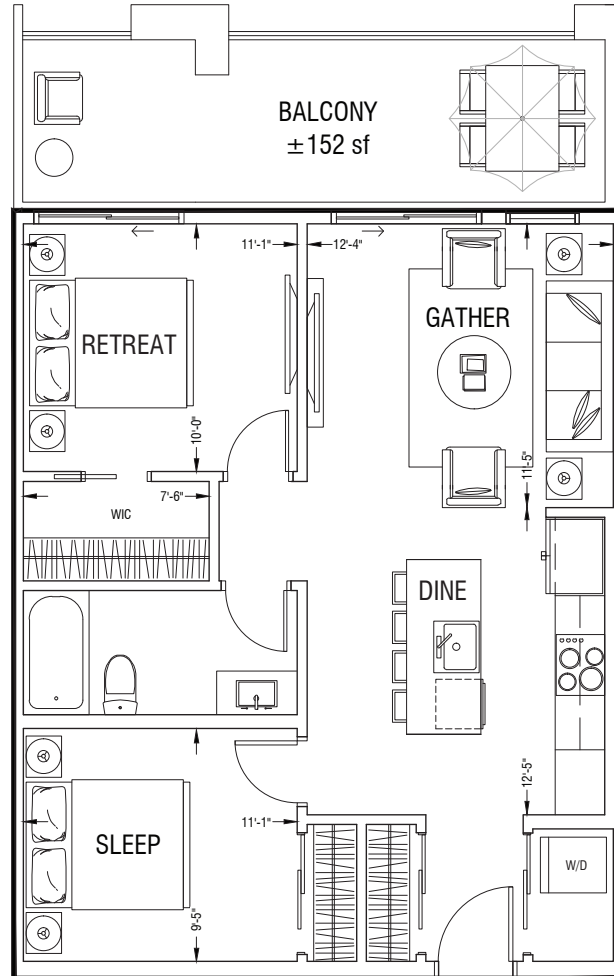 BALCONY
±152 sf
11'-1"
12'-4"
GATHER
RETREAT
10'-0"
11'-5"
7'-6"
WIC
DINE
12'-5"
11'-1"
SLEEP
W/D
9'-5"